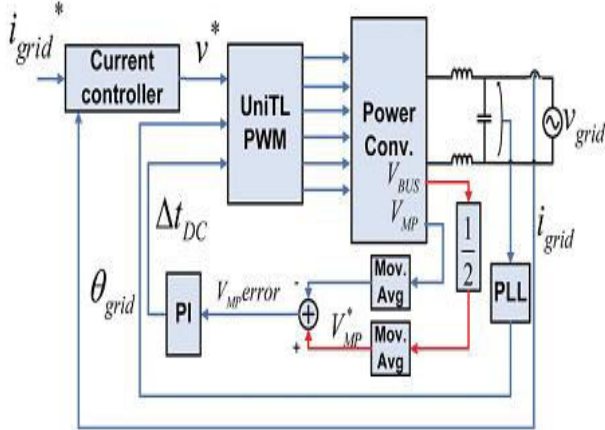 i_grid*
v*
Current
controller
UniTL
PWM
Power
Conv.
v_grid
V_BUS
V_MP
Δt_DC
1
2
i_grid
Mov.
Avg
PLL
θ_grid
V_MP error
-
PI
+
V*_MP
+
Mov.
Avg